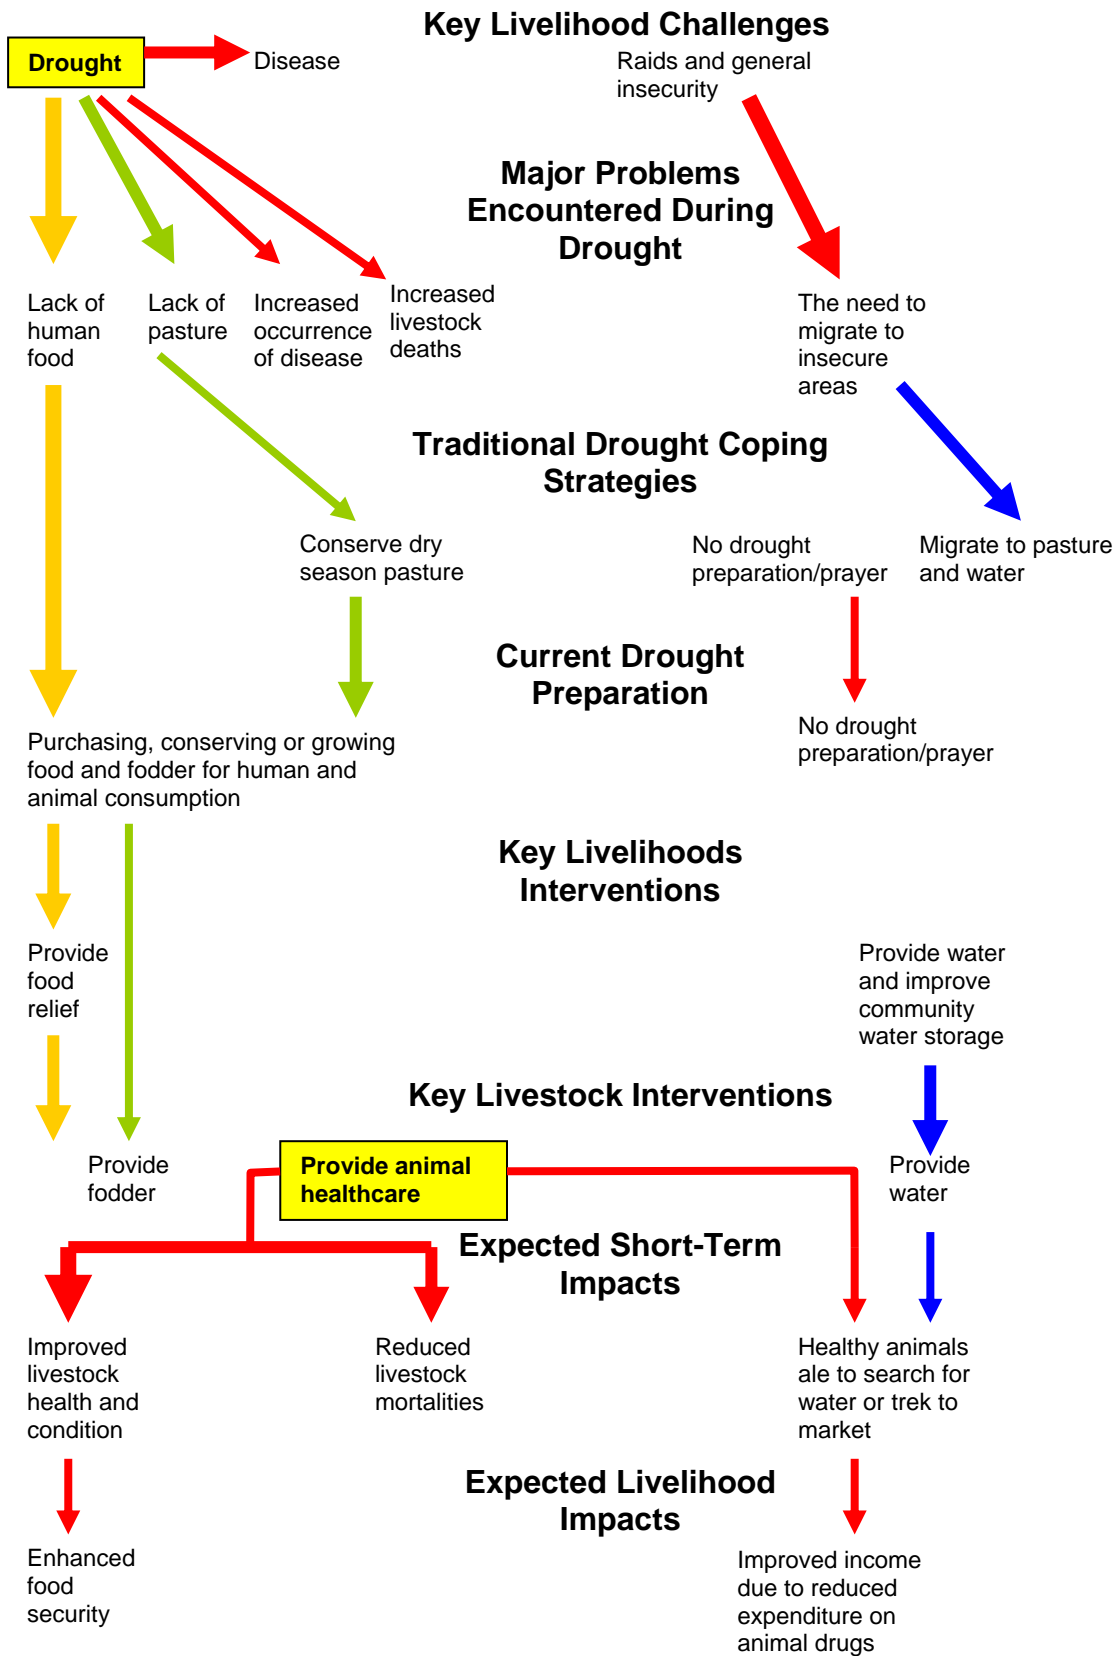 Key Livelihood Challenges
Drought
Disease
Raids and general
insecurity
Major Problems
Encountered During
Drought
Lack of
human
food
Lack of
pasture
Increased
occurrence
of disease
Increased
livestock
deaths
The need to
migrate to
insecure
areas
Traditional Drought Coping
Strategies
Conserve dry
season pasture
No drought
preparation/prayer
Migrate to pasture
and water
Current Drought
Preparation
Purchasing, conserving or growing
food and fodder for human and
animal consumption
No drought
preparation/prayer
Key Livelihoods
Interventions
Provide
food
relief
Provide water
and improve
community
water storage
Key Livestock Interventions
Provide
fodder
Provide animal
healthcare
Provide
water
Expected Short-Term
Impacts
Improved
livestock
health and
condition
Reduced
livestock
mortalities
Healthy animals
ale to search for
water or trek to
market
Expected Livelihood
Impacts
Enhanced
food
security
Improved income
due to reduced
expenditure on
animal drugs